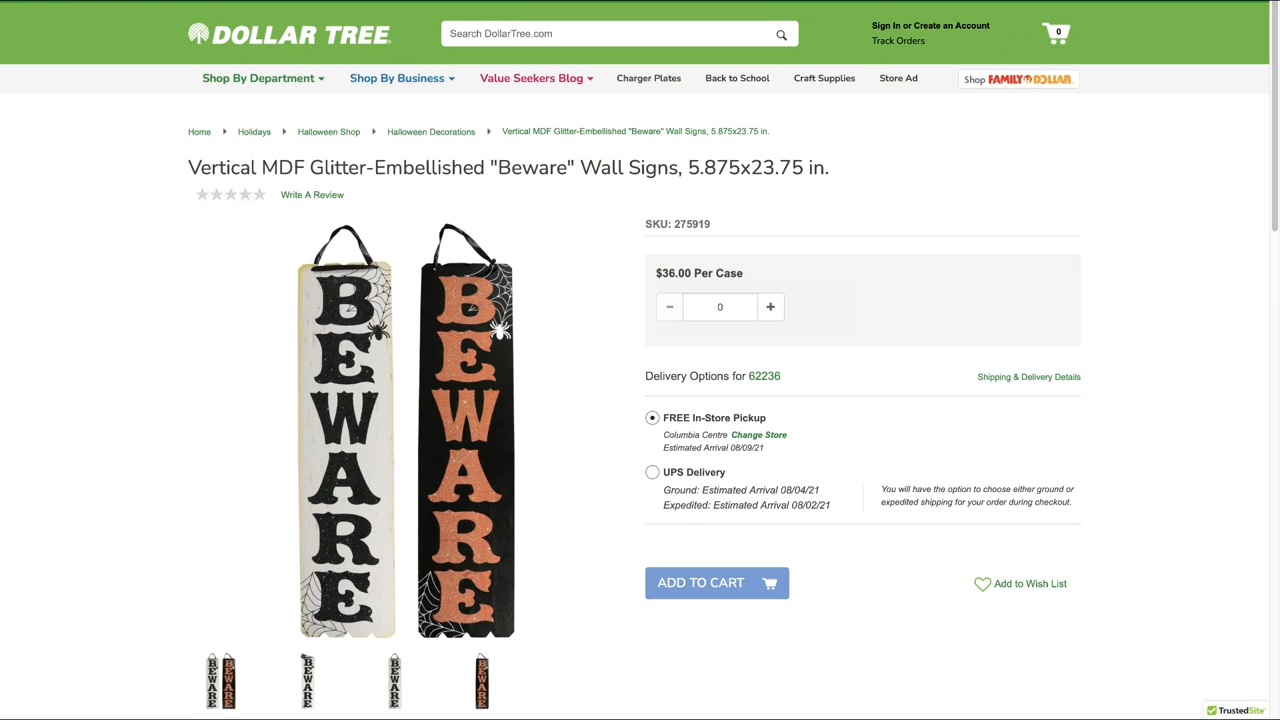 DOLLAR TREE
Search DollarTree.com
Sign In or Create an Account
Track Orders
0
Shop By Department
Shop By Business
Value Seekers Blog
Charger Plates
Back to School
Craft Supplies
Store Ad
Shop FAMILY DOLLAR
Home
Holidays
Halloween Shop
Halloween Decorations
Vertical MDF Glitter-Embellished "Beware" Wall Signs, 5.875x23.75 in.
Vertical MDF Glitter-Embellished "Beware" Wall Signs, 5.875x23.75 in.
Write A Review
BEWARE
BEWARE
BEWARE
BEWARE
BEWARE
BEWARE
BEWARE
SKU: 275919
$36.00 Per Case
− 0 +
Delivery Options for 62236
Shipping & Delivery Details
FREE In-Store Pickup
Columbia Centre Change Store
Estimated Arrival 08/09/21
UPS Delivery
Ground: Estimated Arrival 08/04/21
Expedited: Estimated Arrival 08/02/21
You will have the option to choose either ground or
expedited shipping for your order during checkout.
ADD TO CART
Add to Wish List
TrustedSite